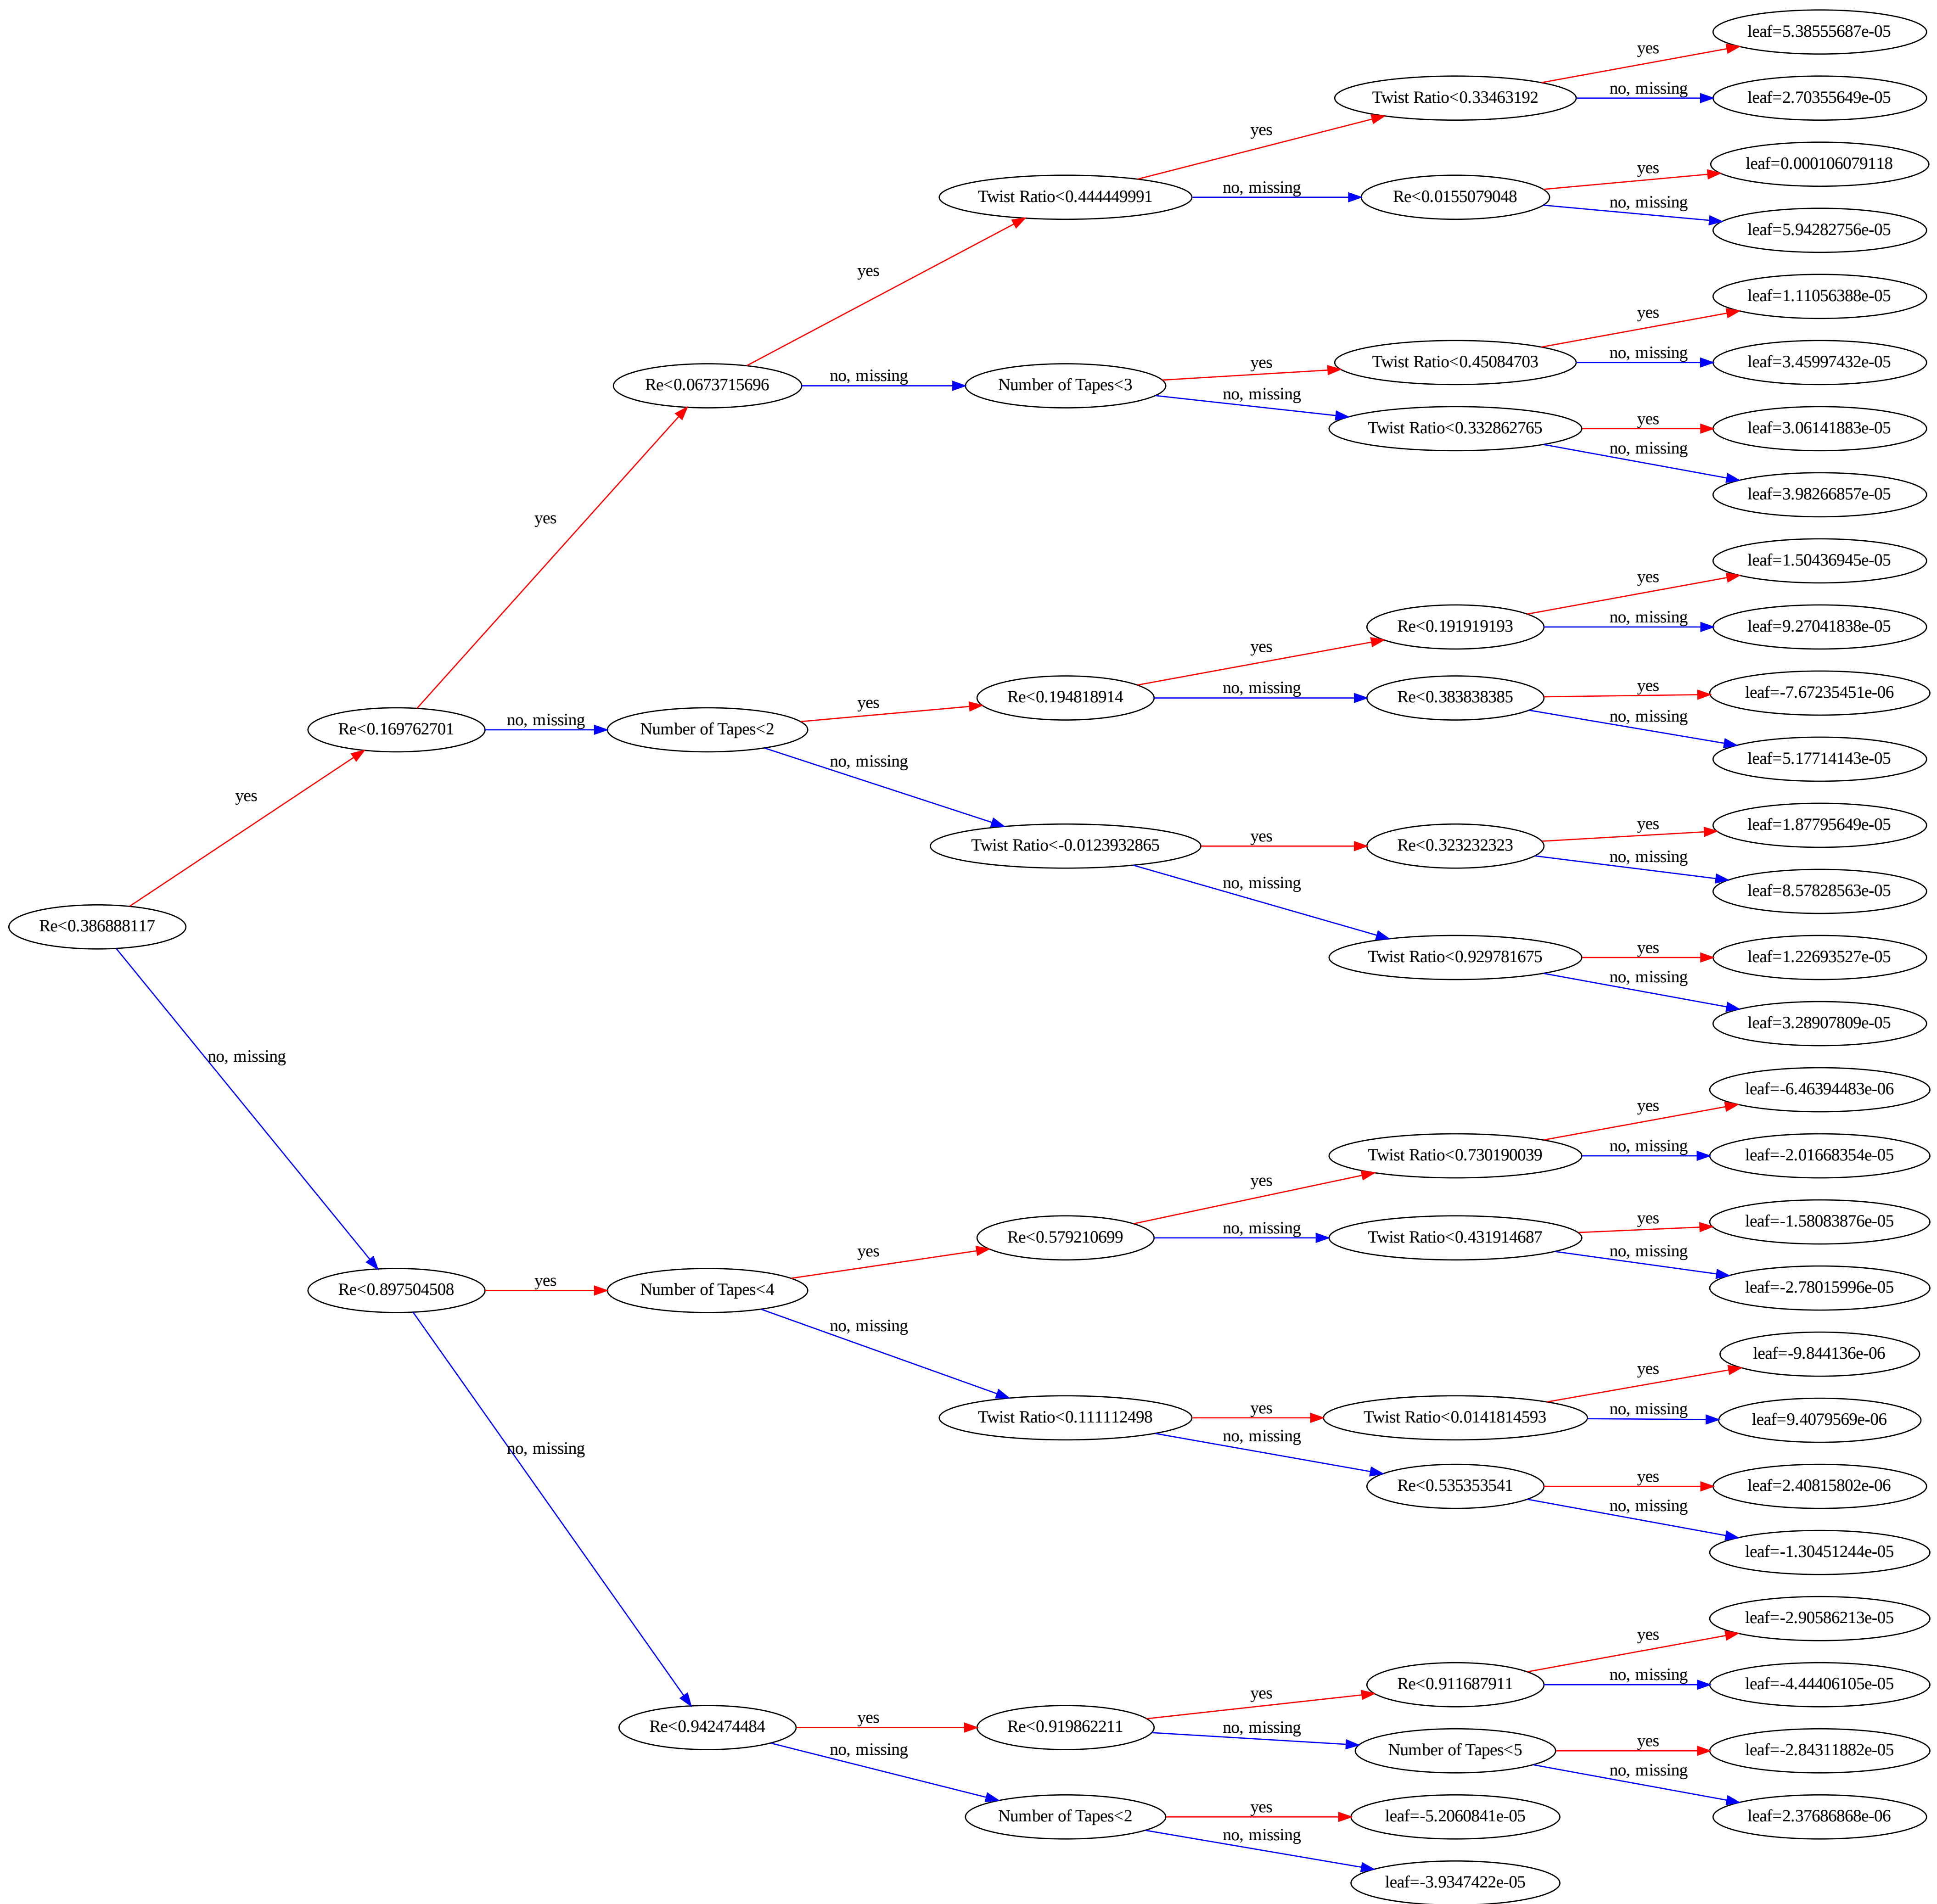 leaf=5.38555687e-05
yes
Twist Ratio<0.33463192
no, missing
leaf=2.70355649e-05
yes
leaf=0.000106079118
yes
Twist Ratio<0.444449991
no, missing
Re<0.0155079048
no, missing
leaf=5.94282756e-05
yes
leaf=1.11056388e-05
yes
Twist Ratio<0.45084703
no, missing
leaf=3.45997432e-05
Re<0.0673715696
no, missing
Number of Tapes<3
yes
no, missing
Twist Ratio<0.332862765
yes
leaf=3.06141883e-05
no, missing
leaf=3.98266857e-05
yes
leaf=1.50436945e-05
yes
Re<0.191919193
no, missing
leaf=9.27041838e-05
yes
Re<0.194818914
no, missing
Re<0.383838385
yes
leaf=-7.67235451e-06
no, missing
leaf=5.17714143e-05
Re<0.169762701
no, missing
Number of Tapes<2
yes
no, missing
yes
Twist Ratio<-0.0123932865
yes
Re<0.323232323
yes
leaf=1.87795649e-05
no, missing
leaf=8.57828563e-05
no, missing
Re<0.386888117
Twist Ratio<0.929781675
yes
leaf=1.22693527e-05
no, missing
leaf=3.28907809e-05
no, missing
leaf=-6.46394483e-06
yes
Twist Ratio<0.730190039
no, missing
leaf=-2.01668354e-05
yes
Re<0.579210699
no, missing
Twist Ratio<0.431914687
yes
leaf=-1.58083876e-05
no, missing
leaf=-2.78015996e-05
Re<0.897504508
yes
Number of Tapes<4
yes
no, missing
leaf=-9.844136e-06
yes
Twist Ratio<0.111112498
yes
Twist Ratio<0.0141814593
no, missing
leaf=9.4079569e-06
no, missing
Re<0.535353541
yes
leaf=2.40815802e-06
no, missing
leaf=-1.30451244e-05
no, missing
leaf=-2.90586213e-05
yes
Re<0.911687911
no, missing
leaf=-4.44406105e-05
yes
Re<0.942474484
yes
Re<0.919862211
no, missing
Number of Tapes<5
yes
leaf=-2.84311882e-05
no, missing
leaf=2.37686868e-06
no, missing
Number of Tapes<2
yes
leaf=-5.2060841e-05
no, missing
leaf=-3.9347422e-05